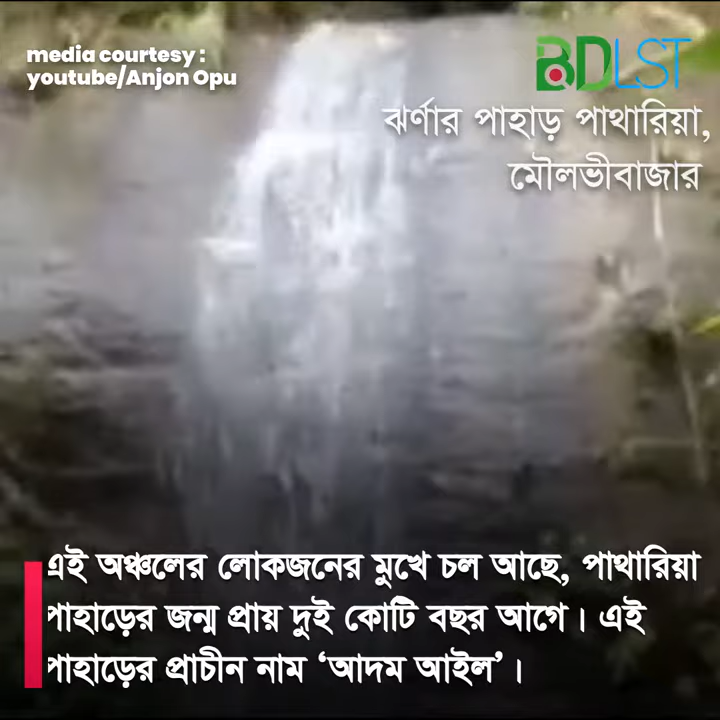 media courtesy :
youtube/Anjon Opu
BDLST
ঝর্ণার পাহাড় পাথারিয়া,
মৌলভীবাজার
এই অঞ্চলের লোকজনের মুখে চল আছে, পাথারিয়া
পাহাড়ের জন্ম প্রায় দুই কোটি বছর আগে। এই
পাহাড়ের প্রাচীন নাম ‘আদম আইল’।